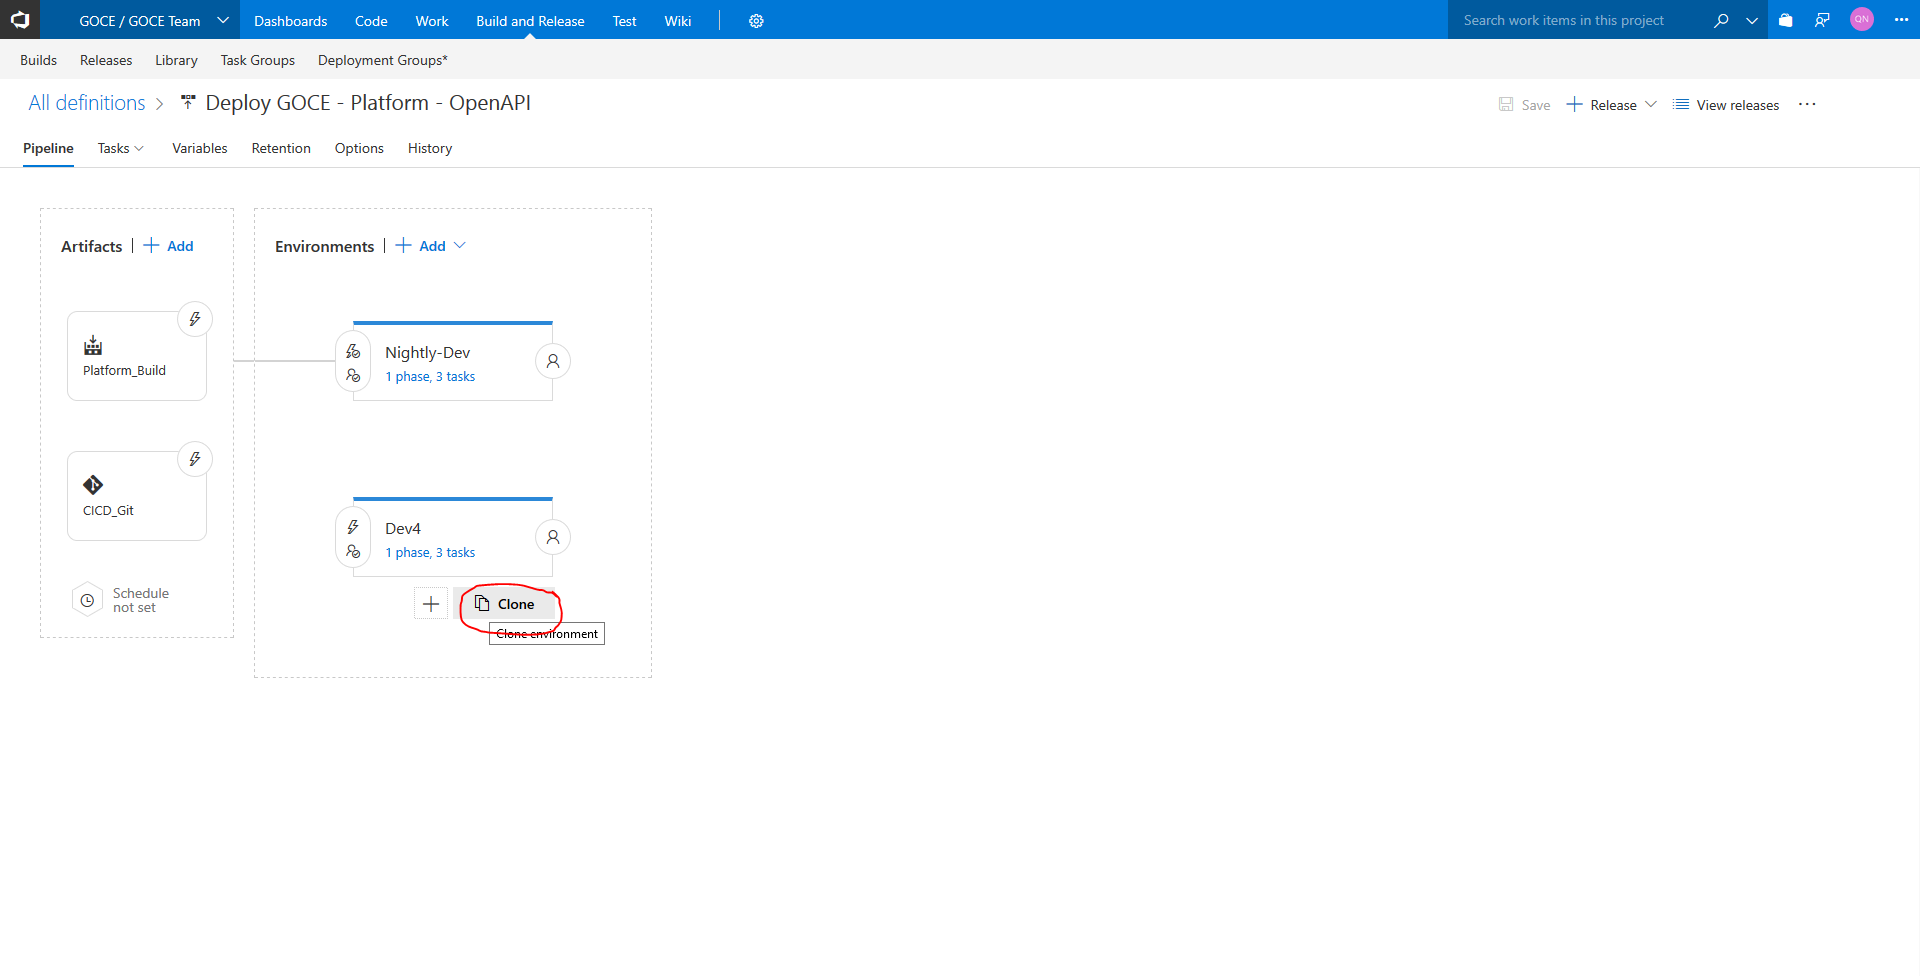 GOCE / GOCE Team Dashboards Code Work Build and Release Test Wiki Search work items in this project QN
Builds Releases Library Task Groups Deployment Groups*
All definitions > Deploy GOCE - Platform - OpenAPI Save + Release View releases ...
Pipeline Tasks Variables Retention Options History
Artifacts | + Add
Platform_Build
CICD_Git
Schedule
not set
Environments | + Add
Nightly-Dev
1 phase, 3 tasks
Dev4
1 phase, 3 tasks
+ Clone
Clone environment